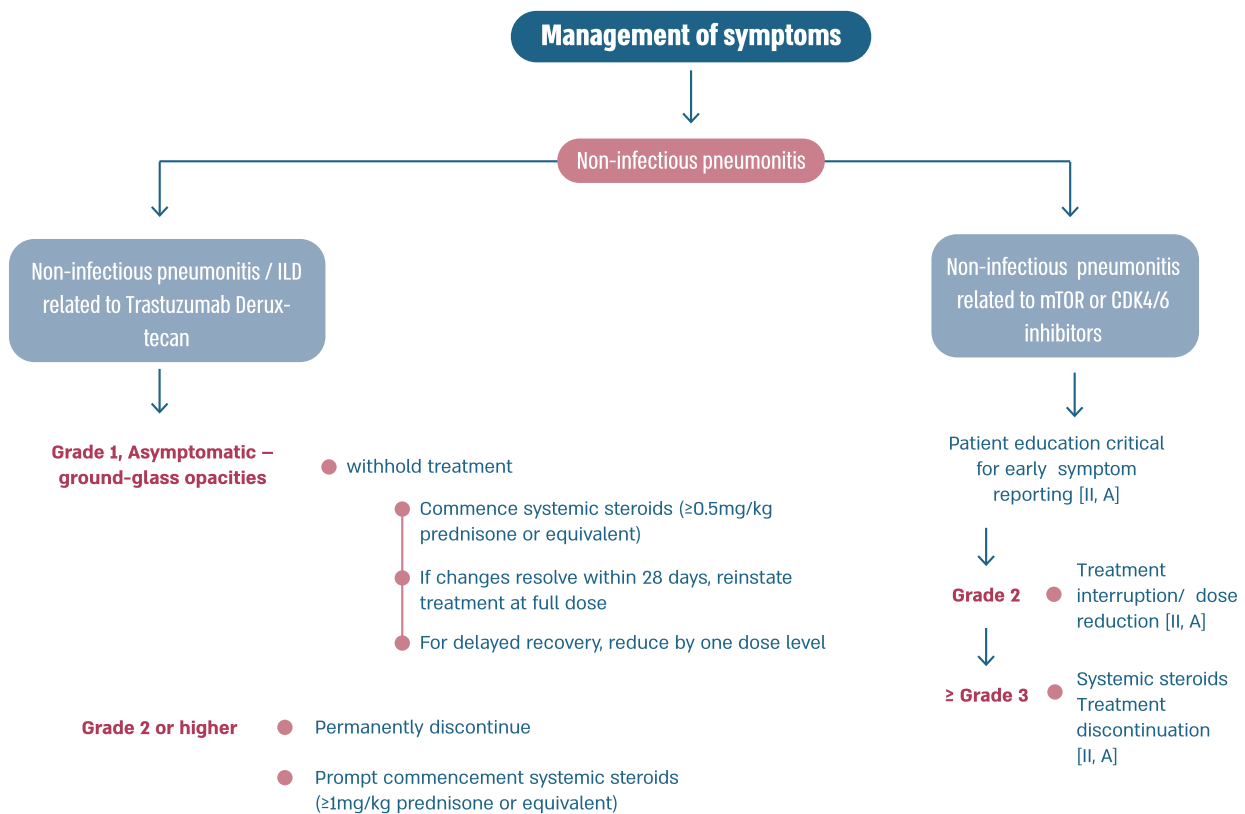 Management of symptoms
Non-infectious pneumonitis
Non-infectious pneumonitis / ILD
related to Trastuzumab Derux-
tecan
Grade 1, Asymptomatic –
ground-glass opacities
withhold treatment
Commence systemic steroids (≥0.5mg/kg
prednisone or equivalent)
If changes resolve within 28 days, reinstate
treatment at full dose
For delayed recovery, reduce by one dose level
Grade 2 or higher
Permanently discontinue
Prompt commencement systemic steroids
(≥1mg/kg prednisone or equivalent)
Non-infectious pneumonitis
related to mTOR or CDK4/6
inhibitors
Patient education critical
for early symptom
reporting [II, A]
Grade 2
Treatment
interruption/ dose
reduction [II, A]
≥ Grade 3
Systemic steroids
Treatment
discontinuation
[II, A]